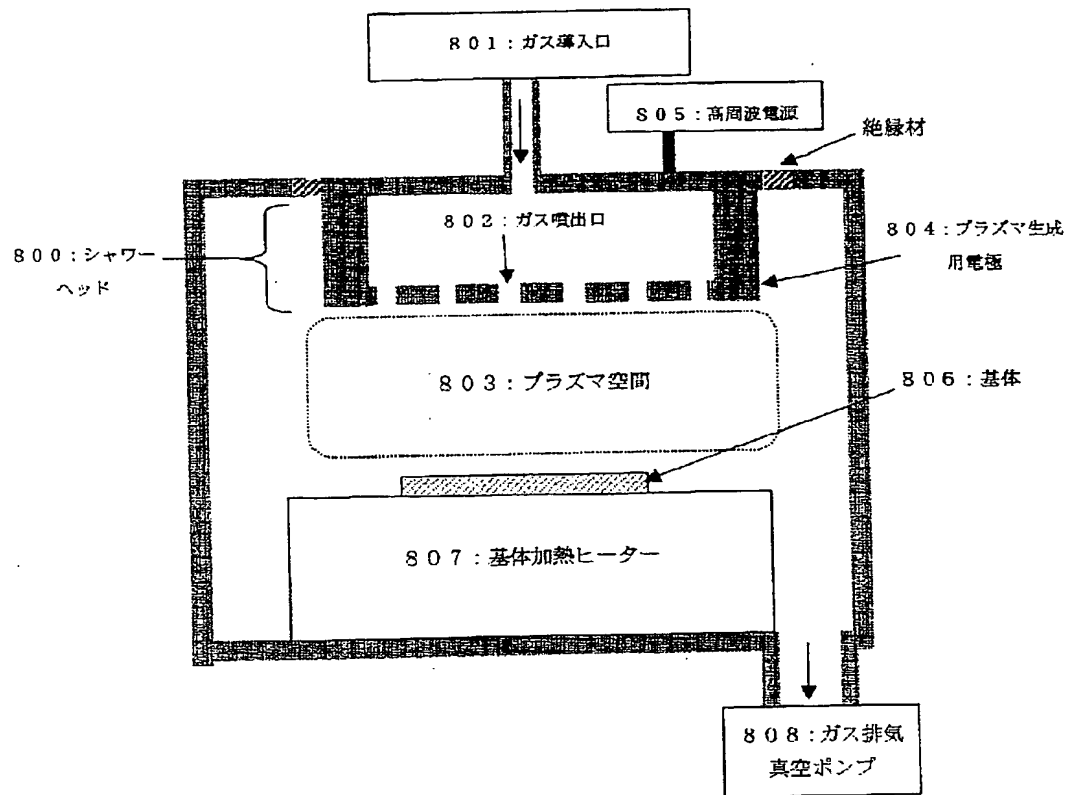 ８０１：ガス導入口
８０５：高周波電源
絶縁材
８０２：ガス噴出口
８０４：プラズマ生成
用電極
８００：シャワー
ヘッド
８０３：プラズマ空間
８０６：基体
８０７：基体加熱ヒーター
８０８：ガス排気
真空ポンプ